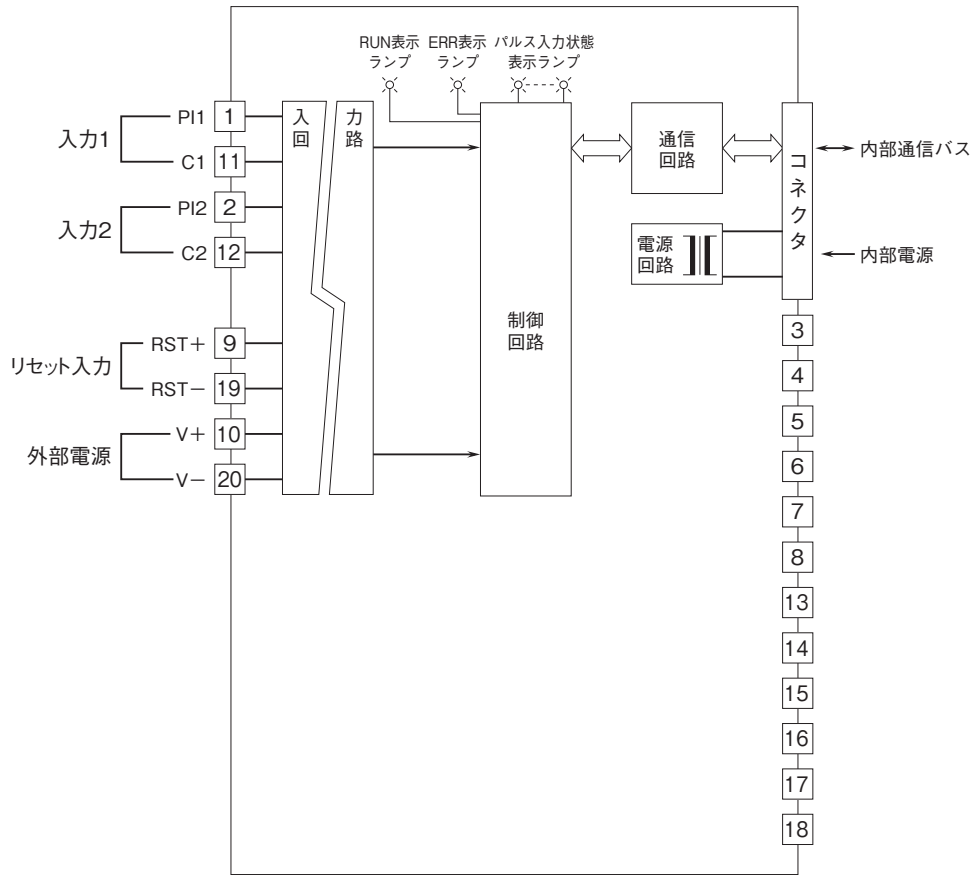 RUN表示
ランプ
ERR表示
ランプ
パルス入力状態
表示ランプ
入力1
PI1
1
C1
11
入力2
PI2
2
C2
12
リセット入力
RST+
9
RST−
19
外部電源
V+
10
V−
20
入力
回路
制御
回路
通信
回路
電源
回路
コネクタ
内部通信バス
内部電源
3
4
5
6
7
8
13
14
15
16
17
18